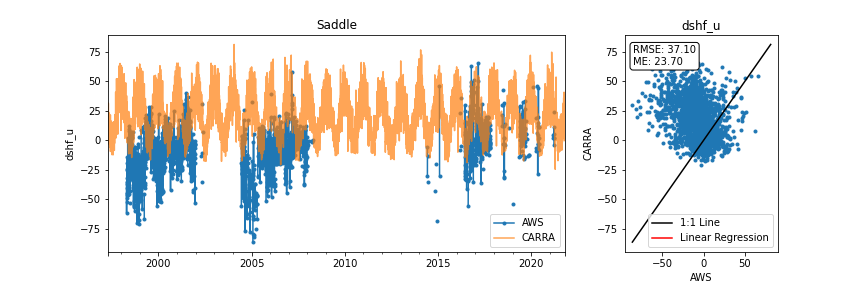 Saddle
dshf_u
75
50
25
0
−25
−50
−75
2000
2005
2010
2015
2020
AWS
CARRA
dshf_u
RMSE: 37.10
ME: 23.70
CARRA
75
50
25
0
−25
−50
−75
−50
0
50
1:1 Line
Linear Regression
AWS